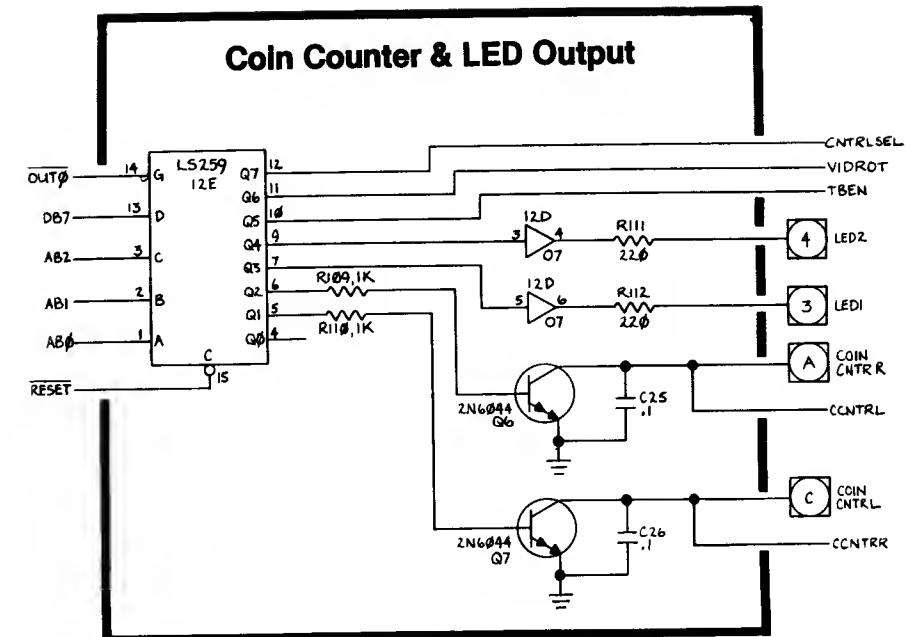 Coin Counter & LED Output
LS259
12E
OUTØ
14
G
DB7
13
D
AB2
3
C
AB1
2
B
ABØ
1
A
RESET
C
15
Q7
12
CNTRLSEL
Q6
11
VIDROT
Q5
1Ø
TBEN
Q4
9
12D
3
4
07
R111
22Ø
4
LED2
Q3
7
12D
5
6
07
R112
22Ø
3
LED1
Q2
6
R1Ø9,1K
Q1
5
R11Ø,1K
QØ
4
2N6Ø44
Q6
C25
.1
A
COIN
CNTR R
CCNTRL
2N6Ø44
Q7
C26
.1
C
COIN
CNTRL
CCNTRR